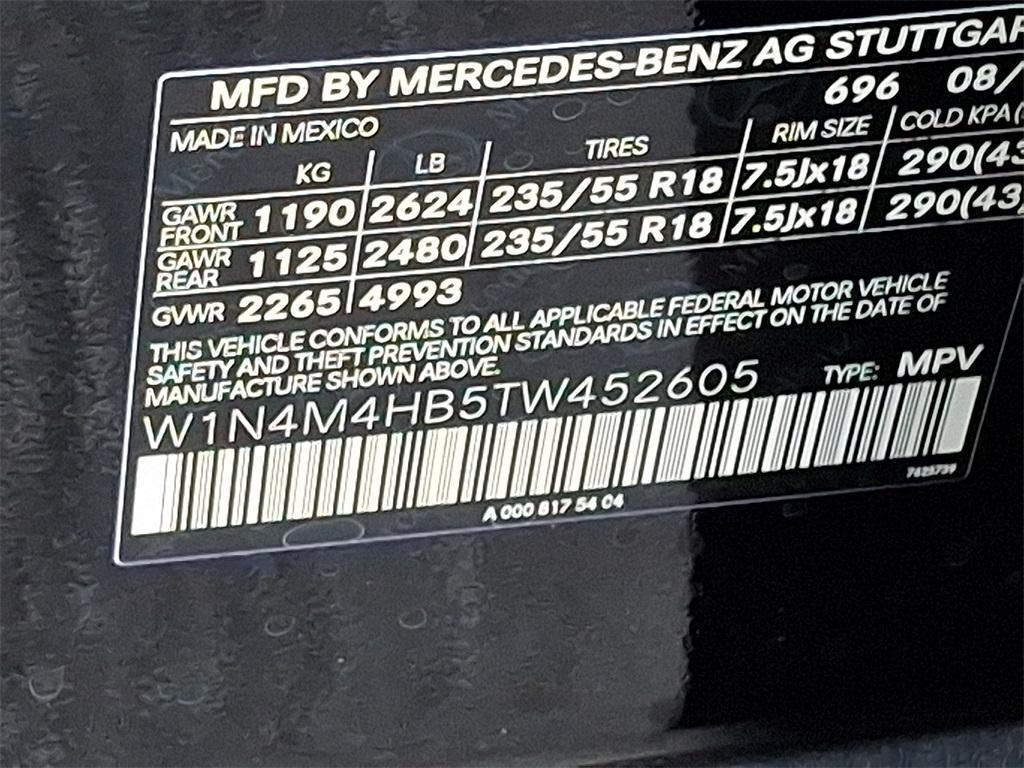 MFD BY MERCEDES-BENZ AG STUTTGAR
696 08/
MADE IN MEXICO
KG LB TIRES RIM SIZE COLD KPA(
GAWR FRONT 1190 2624 235/55 R18 7.5Jx18 290(43
GAWR REAR 1125 2480 235/55 R18 7.5Jx18 290(43)
GVWR 2265 4993
THIS VEHICLE CONFORMS TO ALL APPLICABLE FEDERAL MOTOR VEHICLE
SAFETY AND THEFT PREVENTION STANDARDS IN EFFECT ON THE DATE OF
MANUFACTURE SHOWN ABOVE.
W1N4M4HB5TW452605 TYPE: MPV
A 000 817 54 04